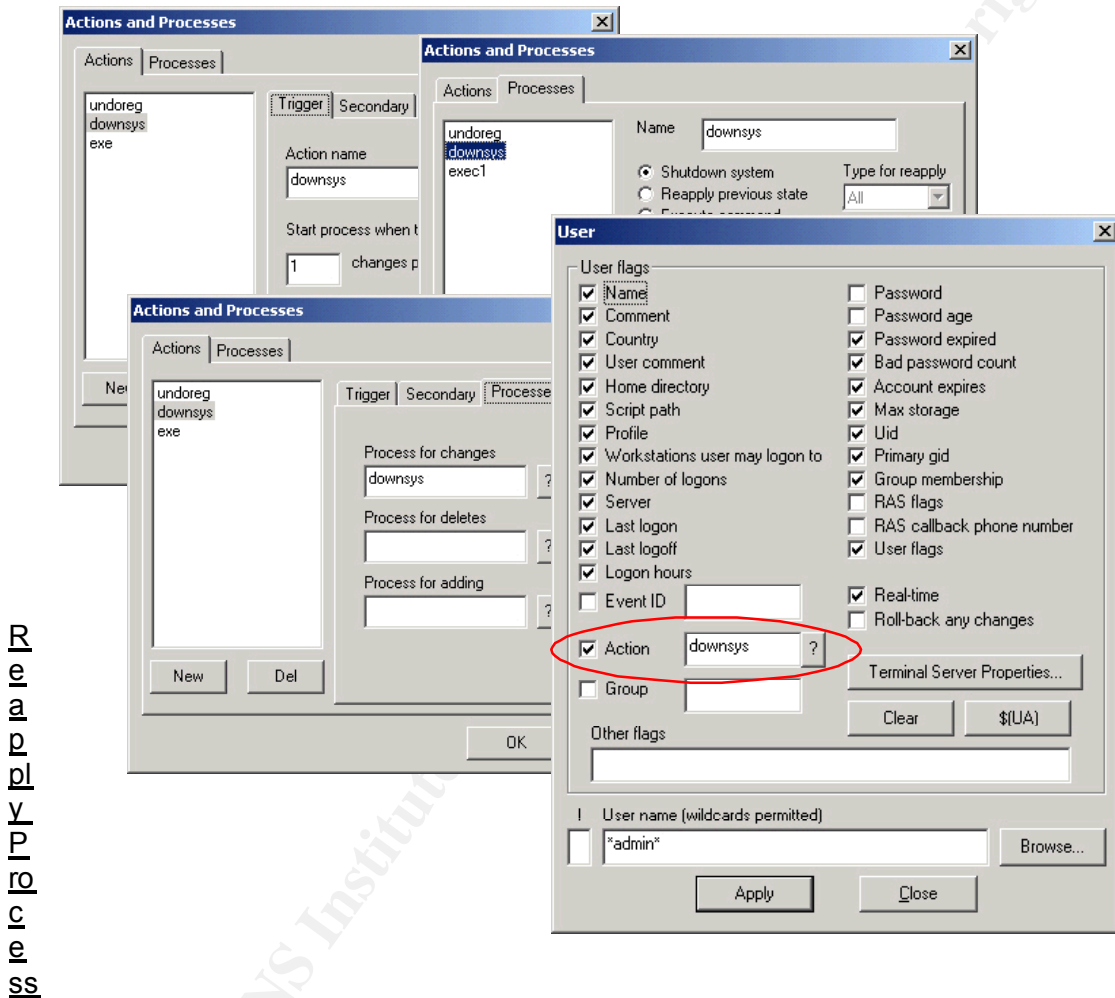 Actions and Processes
Actions
Processes
undoreg
downsys
exe
Trigger
Secondary
Action name
downsys
Start process when t
1
changes p
Ne
Actions and Processes
Actions
Processes
undoreg
downsys
exec1
Name
downsys
Shutdown system
Reapply previous state
Execute command
Type for reapply
All
Actions and Processes
Actions
Processes
undoreg
downsys
exe
Trigger
Secondary
Processe
Process for changes
downsys
?
Process for deletes
?
Process for adding
?
New
Del
OK
User
User flags
Name
Comment
Country
User comment
Home directory
Script path
Profile
Workstations user may logon to
Number of logons
Server
Last logon
Last logoff
Logon hours
Event ID
Action
downsys
?
Group
Password
Password age
Password expired
Bad password count
Account expires
Max storage
Uid
Primary gid
Group membership
RAS flags
RAS callback phone number
User flags
Real-time
Roll-back any changes
Terminal Server Properties...
Clear
$(UA)
Other flags
!
User name (wildcards permitted)
*admin*
Browse...
Apply
Close
R
e
a
p
pl
y
P
ro
c
e
ss
NS Institut
rig